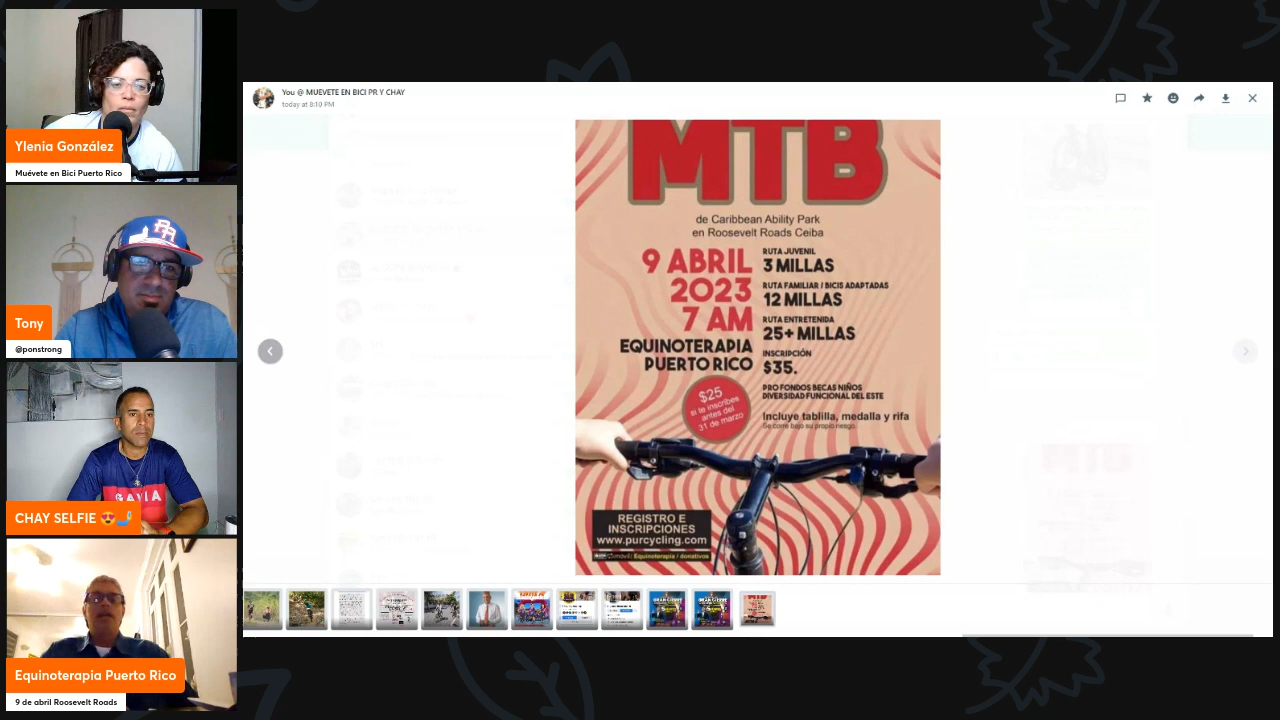 Ylenia González
Muévete en Bici Puerto Rico
Tony
@ponstrong
CHAY SELFIE 😍🤳
Equinoterapia Puerto Rico
9 de abril Roosevelt Roads
You @ MUEVETE EN BICI PR Y CHAY
today at 8:10 PM
MTB
de Caribbean Ability Park
en Roosevelt Roads Ceiba
9 ABRIL
2023
7 AM
EQUINOTERAPIA
PUERTO RICO
$25
si te inscribes
antes del
31 de marzo
RUTA JUVENIL
3 MILLAS
RUTA FAMILIAR / BICIS ADAPTADAS
12 MILLAS
RUTA ENTRETENIDA
25+ MILLAS
INSCRIPCIÓN
$35.
PRO FONDOS BECAS NIÑOS
DIVERSIDAD FUNCIONAL DEL ESTE
Incluye tablilla, medalla y rifa
Se corre bajo su propio riesgo
REGISTRO E
INSCRIPCIONES
www.purcycling.com
Equinoterapia / donativos